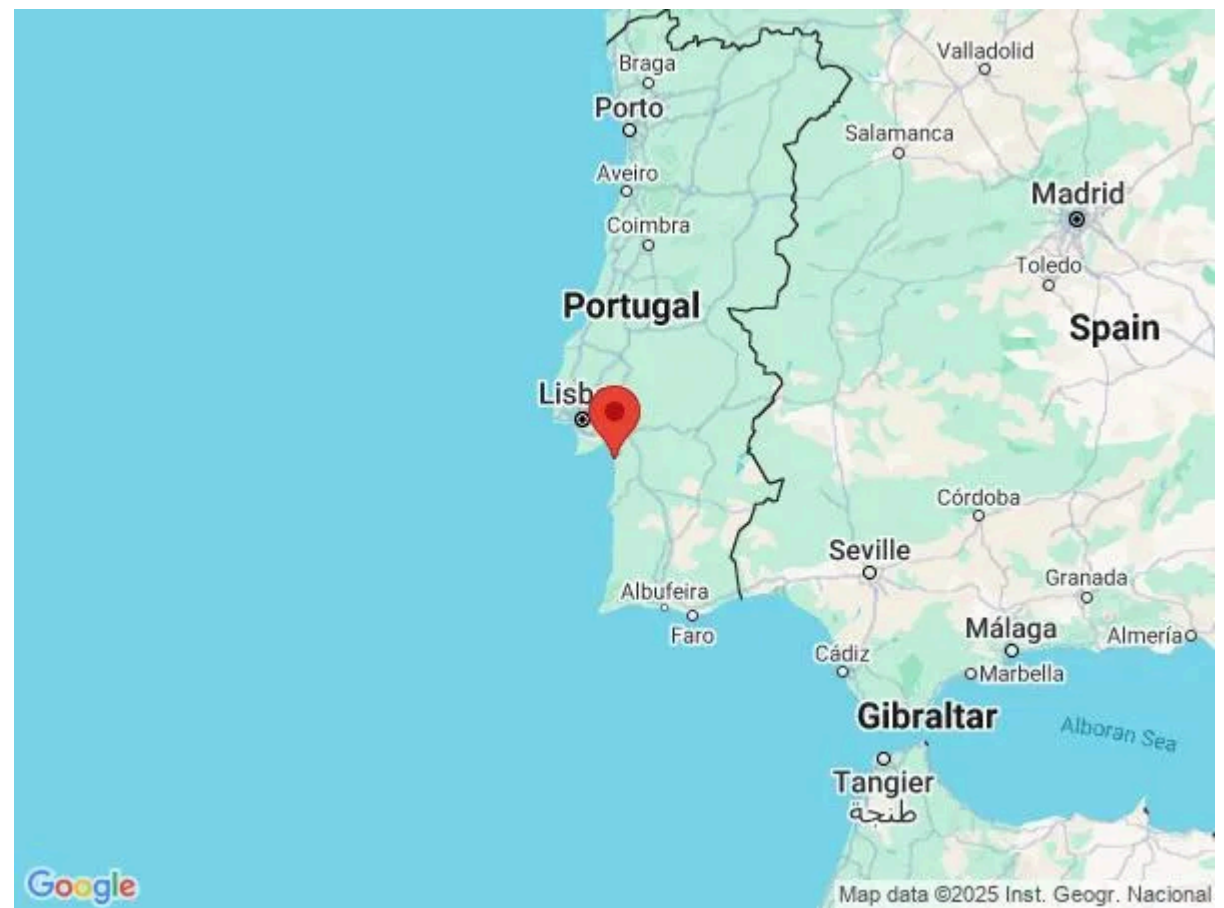 Valladolid
Braga
Porto
Salamanca
Aveiro
Madrid
Coimbra
Toledo
Portugal
Spain
Lisb
Córdoba
Seville
Granada
Albufeira
Málaga
Almería
Faro
Cádiz
Marbella
Gibraltar
Alboran Sea
Tangier
طنجة
Google
Map data ©2025 Inst. Geogr. Nacional